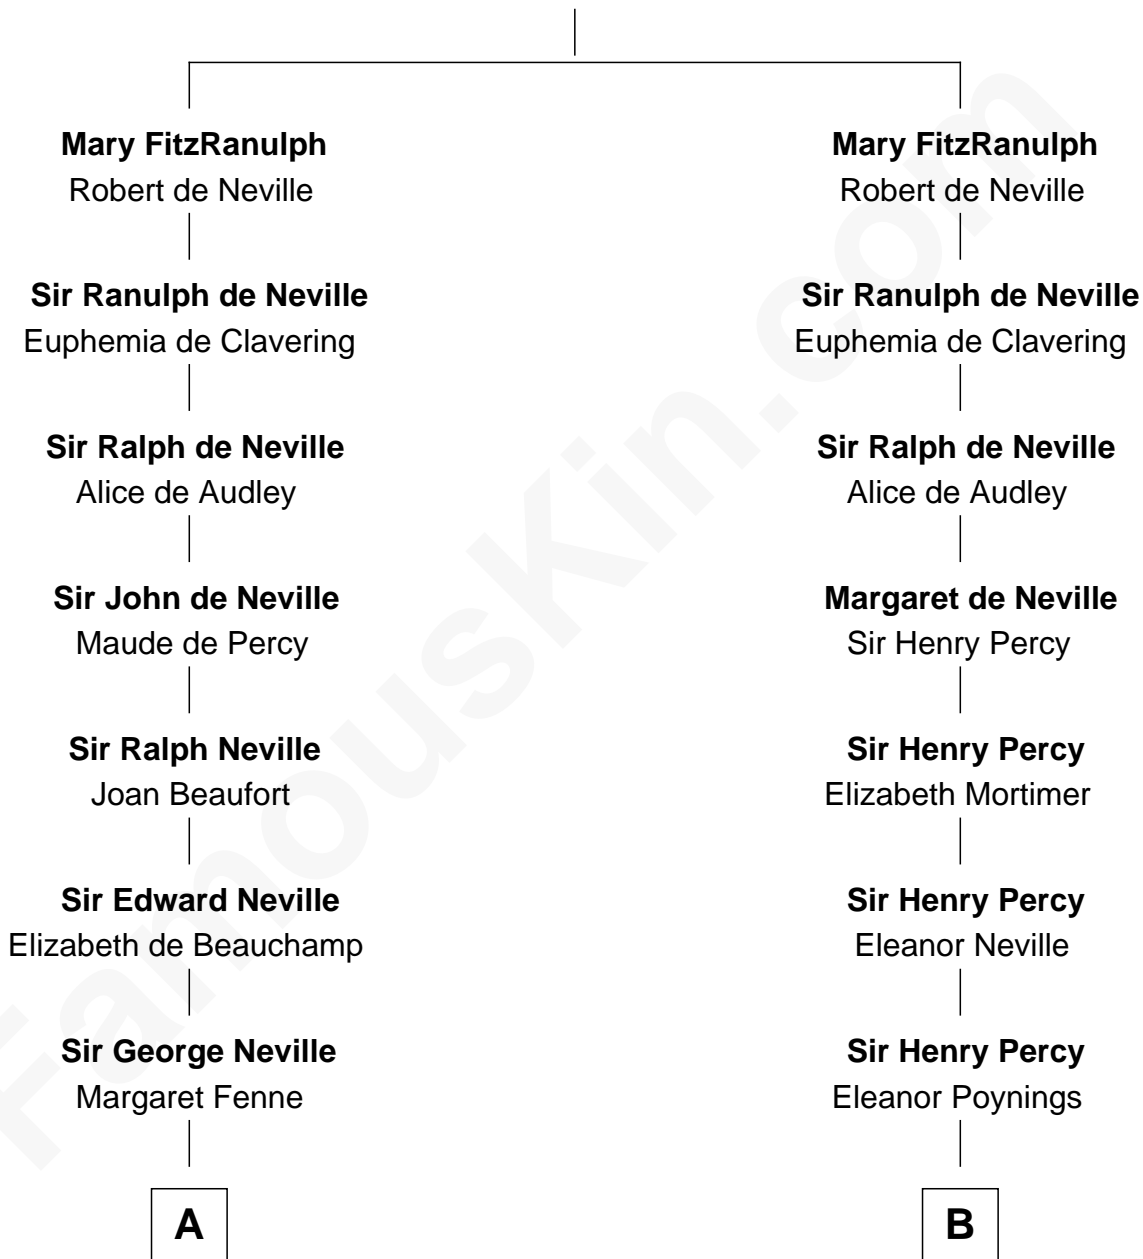 Mary FitzRanulph
Robert de Neville
Sir Ranulph de Neville
Euphemia de Clavering
Sir Ralph de Neville
Alice de Audley
Sir John de Neville
Maude de Percy
Sir Ralph Neville
Joan Beaufort
Sir Edward Neville
Elizabeth de Beauchamp
Sir George Neville
Margaret Fenne
A
Mary FitzRanulph
Robert de Neville
Sir Ranulph de Neville
Euphemia de Clavering
Sir Ralph de Neville
Alice de Audley
Margaret de Neville
Sir Henry Percy
Sir Henry Percy
Elizabeth Mortimer
Sir Henry Percy
Eleanor Neville
Sir Henry Percy
Eleanor Poynings
B
FamousKin.com